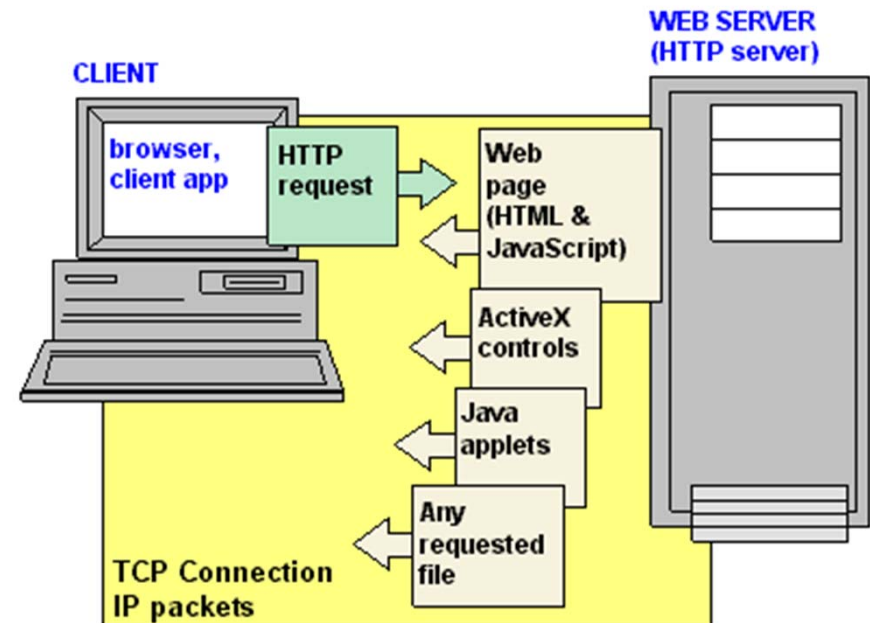 WEB SERVER
(HTTP server)
CLIENT
browser,
client app
HTTP
request
Web
page
(HTML &
JavaScript)
ActiveX
controls
Java
applets
Any
requested
file
TCP Connection
IP packets